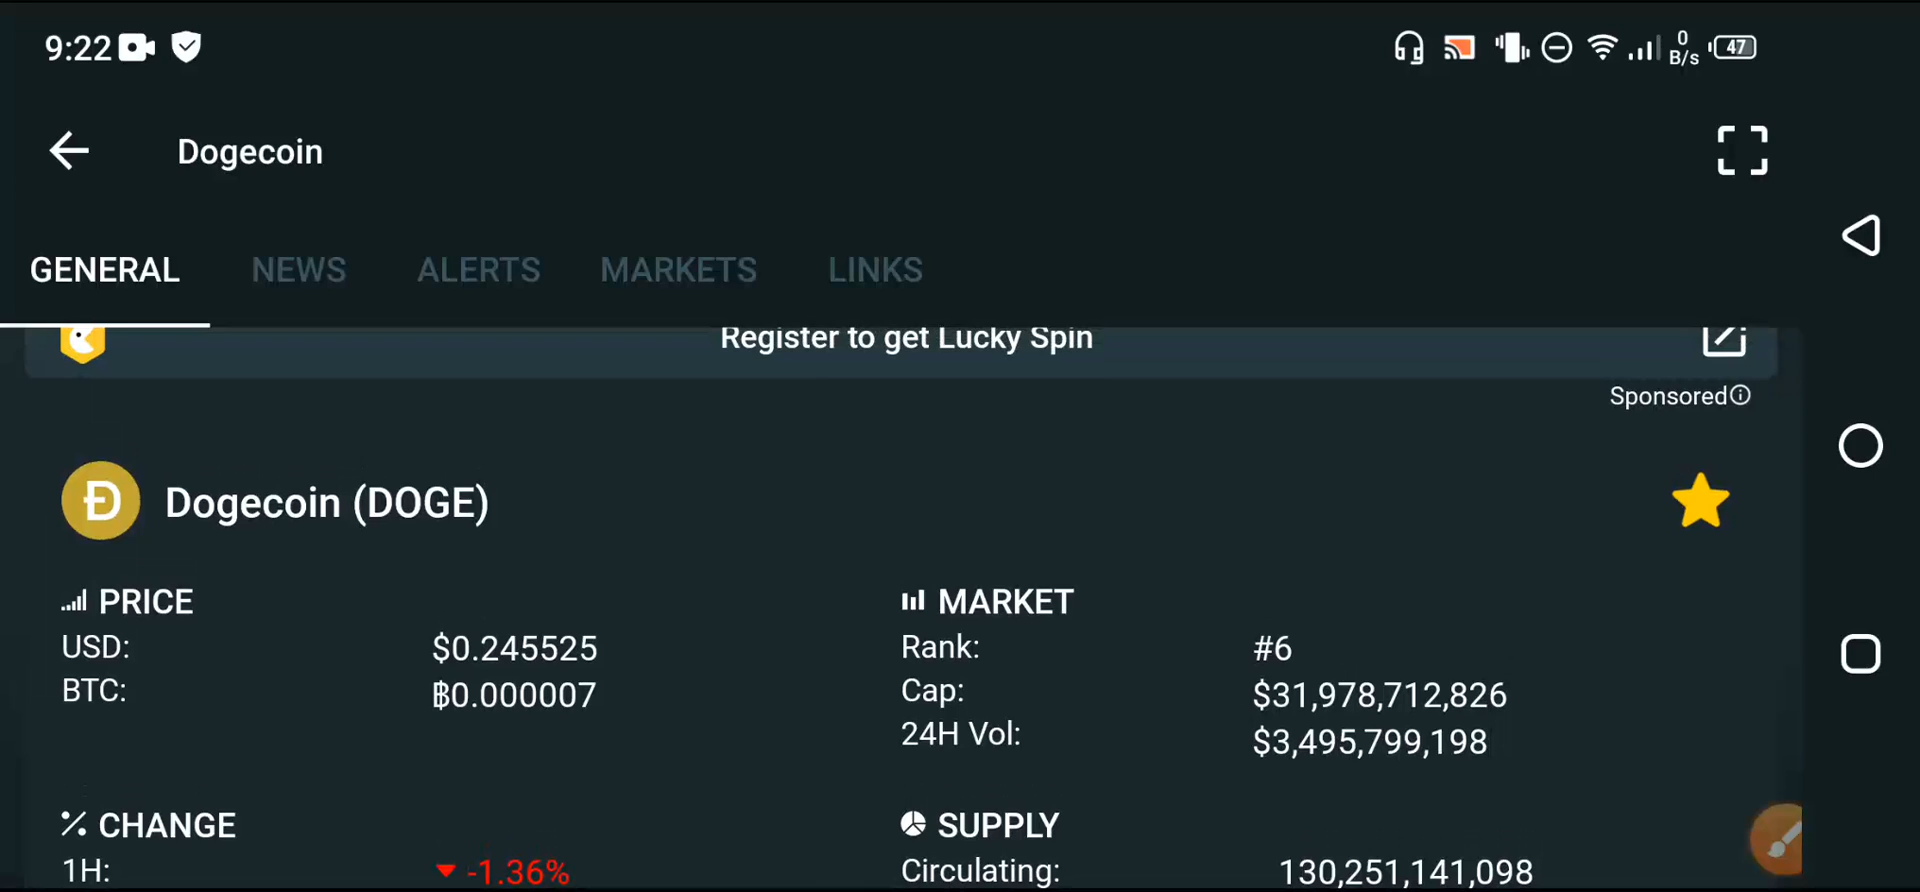 9:22 0 B/s 47
Dogecoin
GENERAL NEWS ALERTS MARKETS LINKS
Register to get Lucky Spin
Sponsored
Dogecoin (DOGE)
PRICE
USD: $0.245525
BTC: ₿0.000007
MARKET
Rank: #6
Cap: $31,978,712,826
24H Vol: $3,495,799,198
CHANGE
1H: -1.36%
SUPPLY
Circulating: 130,251,141,098